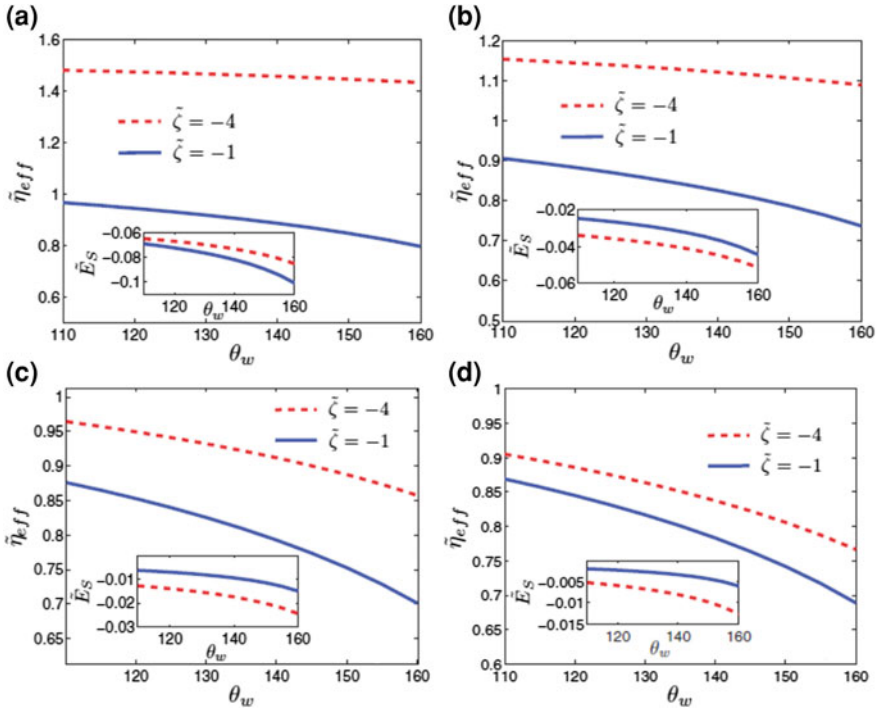 (a)
1.6
1.4
1.2
1
0.8
0.6
η̃eff
ζ̃ = −4
ζ̃ = −1
−0.06
−0.08
−0.1
ẼS
120 140 160
θw
110 120 130 140 150 160
θw
(b)
1.2
1.1
1
0.9
0.8
0.7
0.6
0.5
η̃eff
ζ̃ = −4
ζ̃ = −1
−0.02
−0.04
−0.06
ẼS
120 140 160
θw
110 120 130 140 150 160
θw
(c)
1
0.95
0.9
0.85
0.8
0.75
0.7
0.65
η̃eff
ζ̃ = −4
ζ̃ = −1
−0.01
−0.02
−0.03
ẼS
120 140 160
θw
120 130 140 150 160
θw
(d)
1
0.95
0.9
0.85
0.8
0.75
0.7
0.65
0.6
η̃eff
ζ̃ = −4
ζ̃ = −1
−0.005
−0.01
−0.015
ẼS
120 140 160
θw
110 120 130 140 150 160
θw